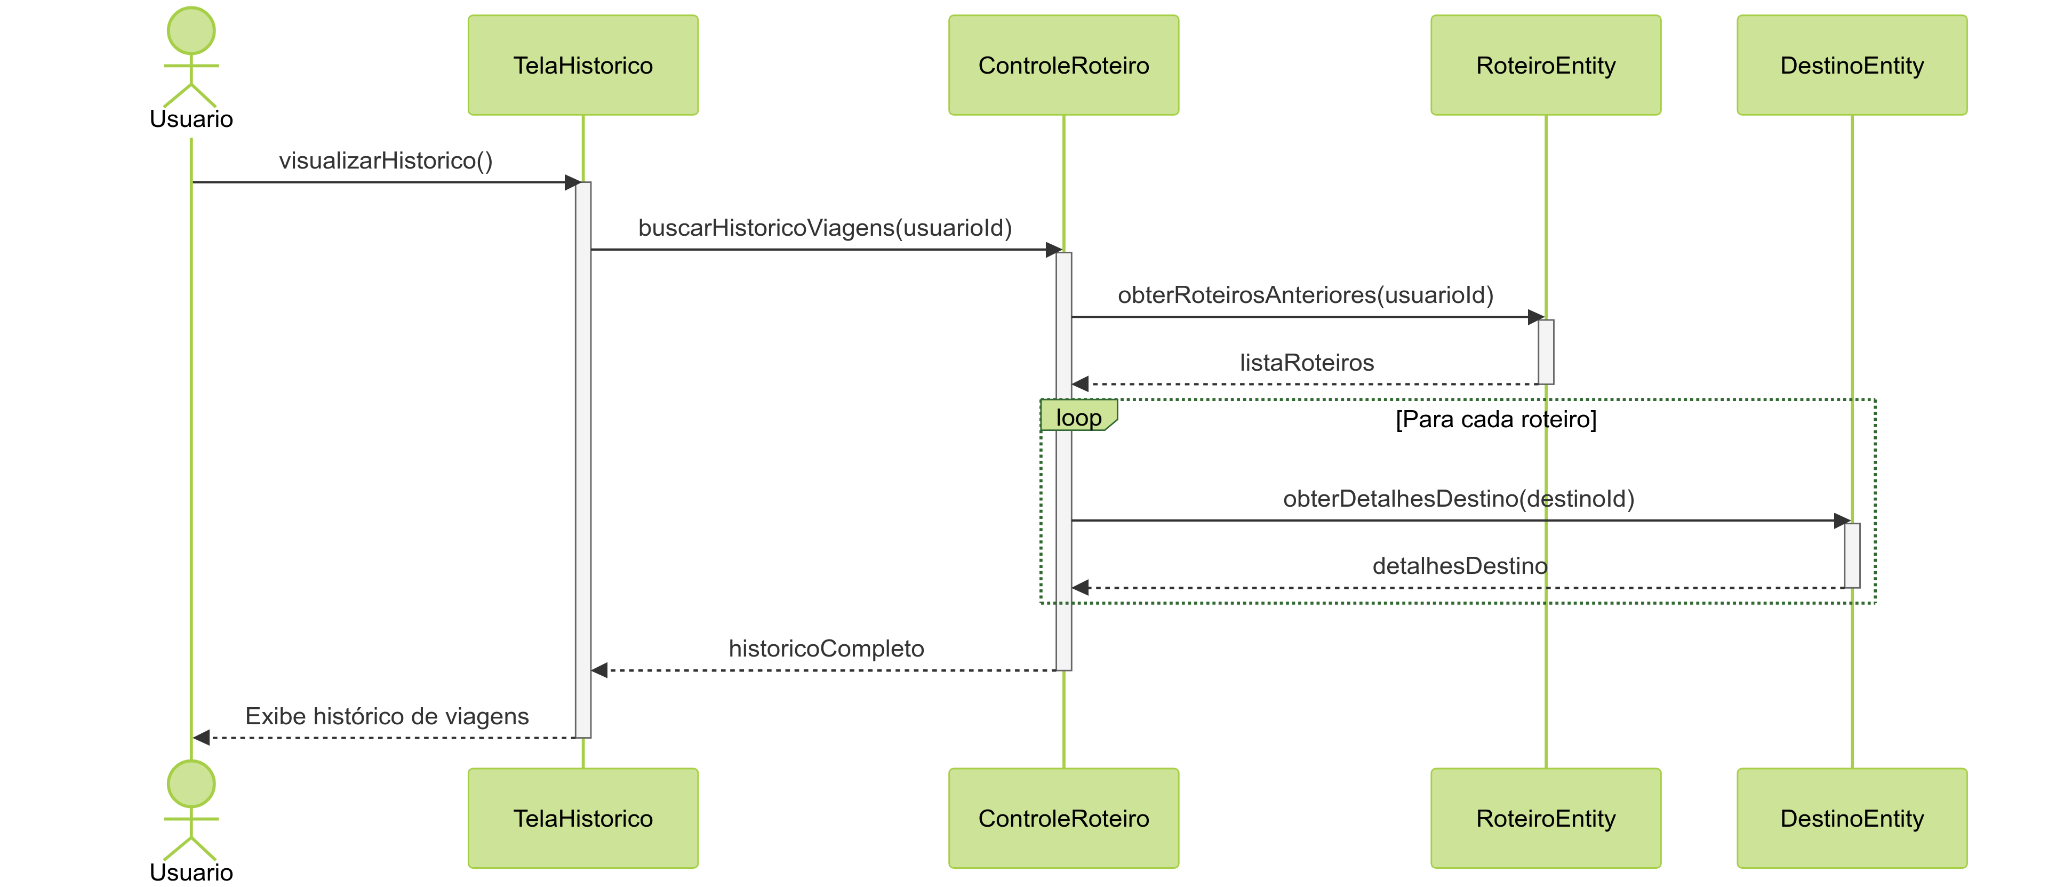 Usuario
TelaHistorico
ControleRoteiro
RoteiroEntity
DestinoEntity
visualizarHistorico()
buscarHistoricoViagens(usuarioId)
obterRoteirosAnteriores(usuarioId)
listaRoteiros
loop
[Para cada roteiro]
obterDetalhesDestino(destinoId)
detalhesDestino
historicoCompleto
Exibe histórico de viagens
Usuario
TelaHistorico
ControleRoteiro
RoteiroEntity
DestinoEntity